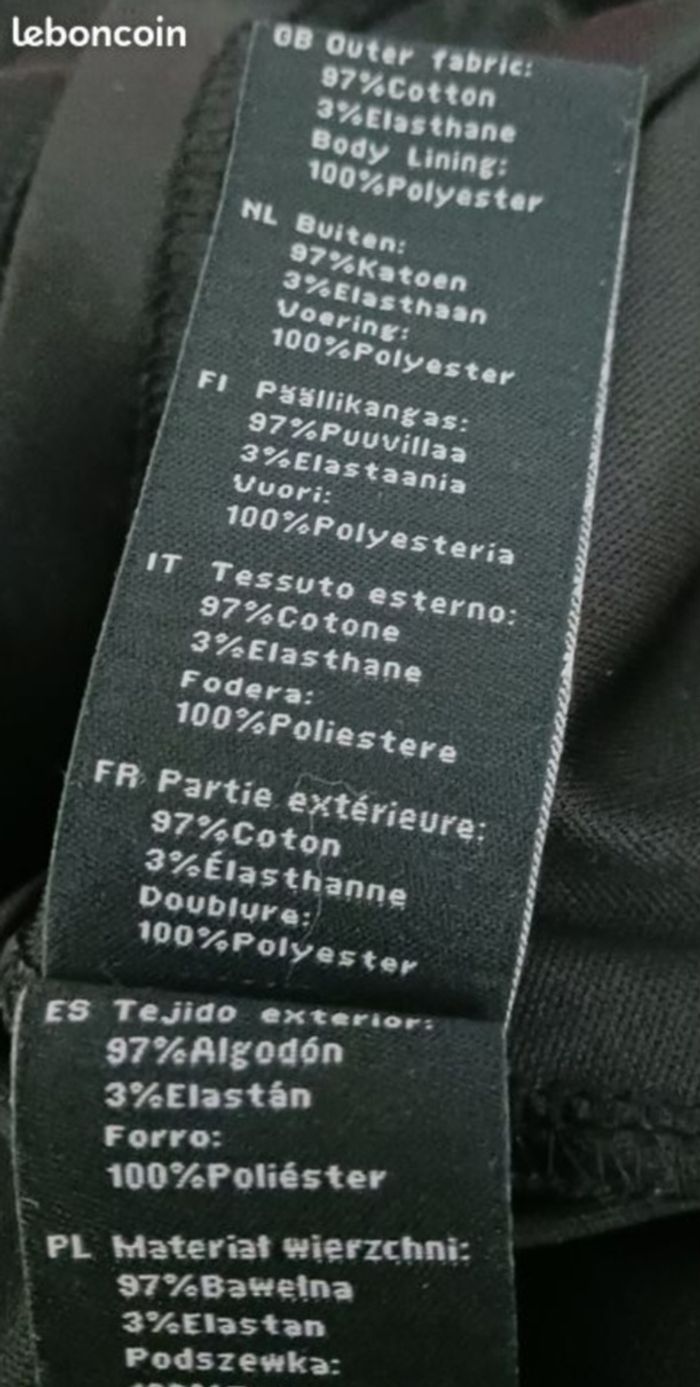 leboncoin
GB Outer fabric:
97%Cotton
3%Elasthane
Body Lining:
100%Polyester
NL Buiten:
97%Katoen
3%Elasthaan
Voering:
100%Polyester
FI Päällikangas:
97%Puuvillaa
3%Elastaania
Vuori:
100%Polyesteria
IT Tessuto esterno:
97%Cotone
3%Elasthane
Fodera:
100%Poliestere
FR Partie extérieure:
97%Coton
3%Élasthanne
Doublure:
100%Polyester
ES Tejido exterior:
97%Algodón
3%Elastán
Forro:
100%Poliéster
PL Materiał wierzchni:
97%Bawełna
3%Elastan
Podszewka: